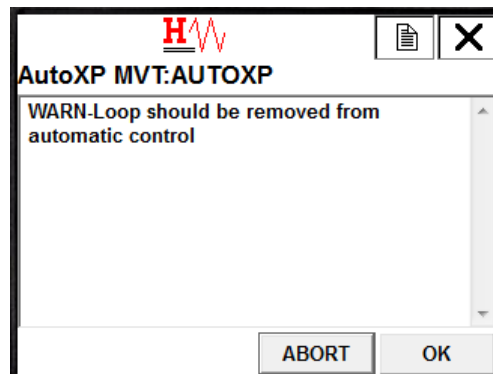 H
AutoXP MVT:AUTOXP
WARN-Loop should be removed from
automatic control
ABORT
OK